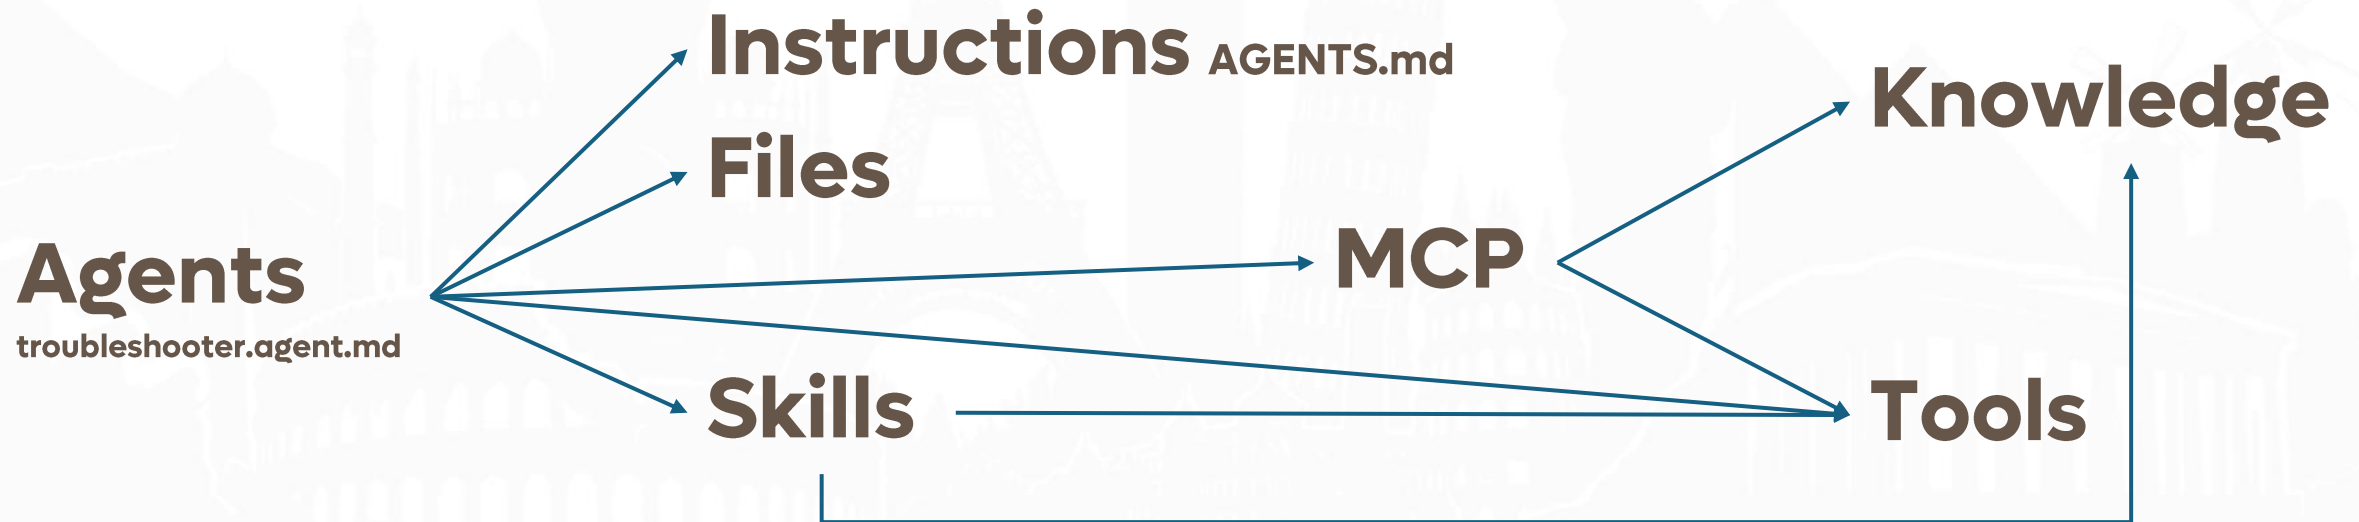 Instructions AGENTS.md
Files
Knowledge
MCP
Agents
troubleshooter.agent.md
Skills
Tools